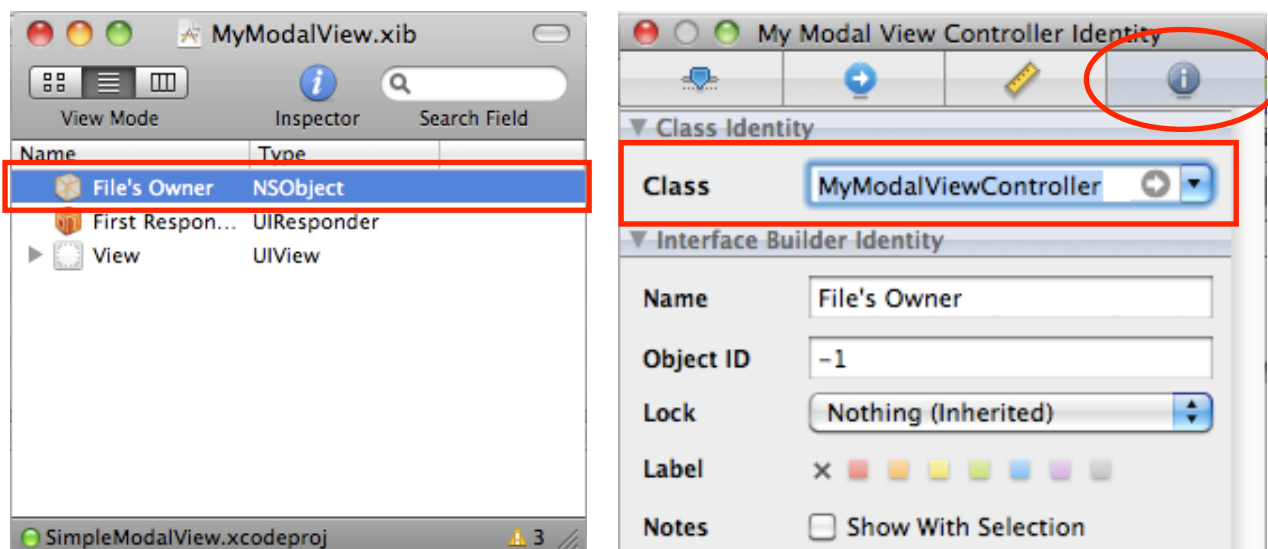 MyModalView.xib
View Mode Inspector Search Field
Name Type
File's Owner NSObject
First Respon... UIResponder
View UIView
SimpleModalView.xcodeproj 3
My Modal View Controller Identity
Class Identity
Class MyModalViewController
Interface Builder Identity
Name File's Owner
Object ID -1
Lock Nothing (Inherited)
Label
Notes Show With Selection